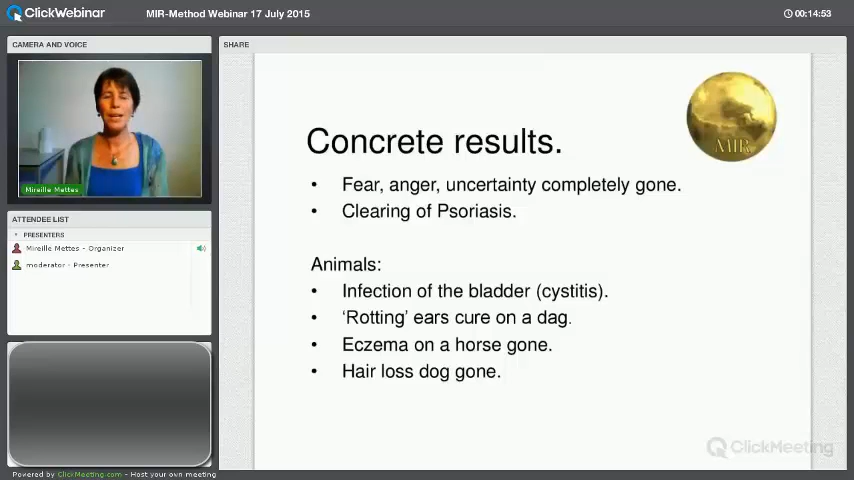 ClickWebinar
MIR-Method Webinar 17 July 2015
00:14:53
CAMERA AND VOICE
Mireille Mettes
ATTENDEE LIST
PRESENTERS
Mireille Mettes - Organizer
moderator - Presenter
Powered by ClickMeeting.com - Host your own meeting
SHARE
MIR
Concrete results.
• Fear, anger, uncertainty completely gone.
• Clearing of Psoriasis.
Animals:
• Infection of the bladder (cystitis).
• ‘Rotting’ ears cure on a dag.
• Eczema on a horse gone.
• Hair loss dog gone.
ClickMeeting